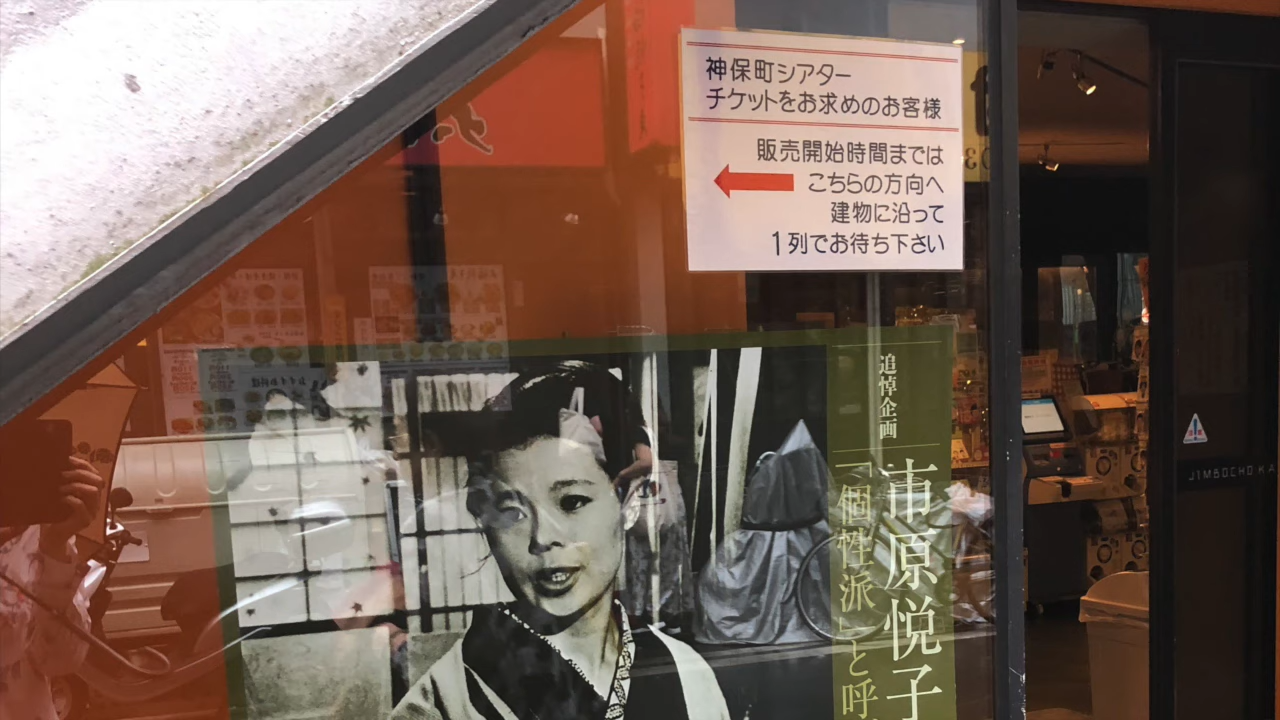 神保町シアター
チケットをお求めのお客様
販売開始時間までは
こちらの方向へ
建物に沿って
1列でお待ち下さい
追悼企画
市原悦子
「個性派」と呼
JIMBOCHO KA